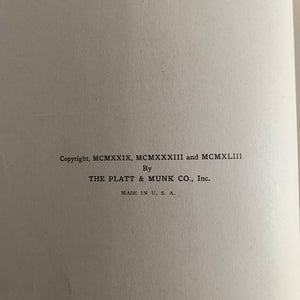 Copyright, MCMXXIX, MCMXXXIII and MCMXLIII
By
THE PLATT & MUNK CO., Inc.
MADE IN U. S. A.